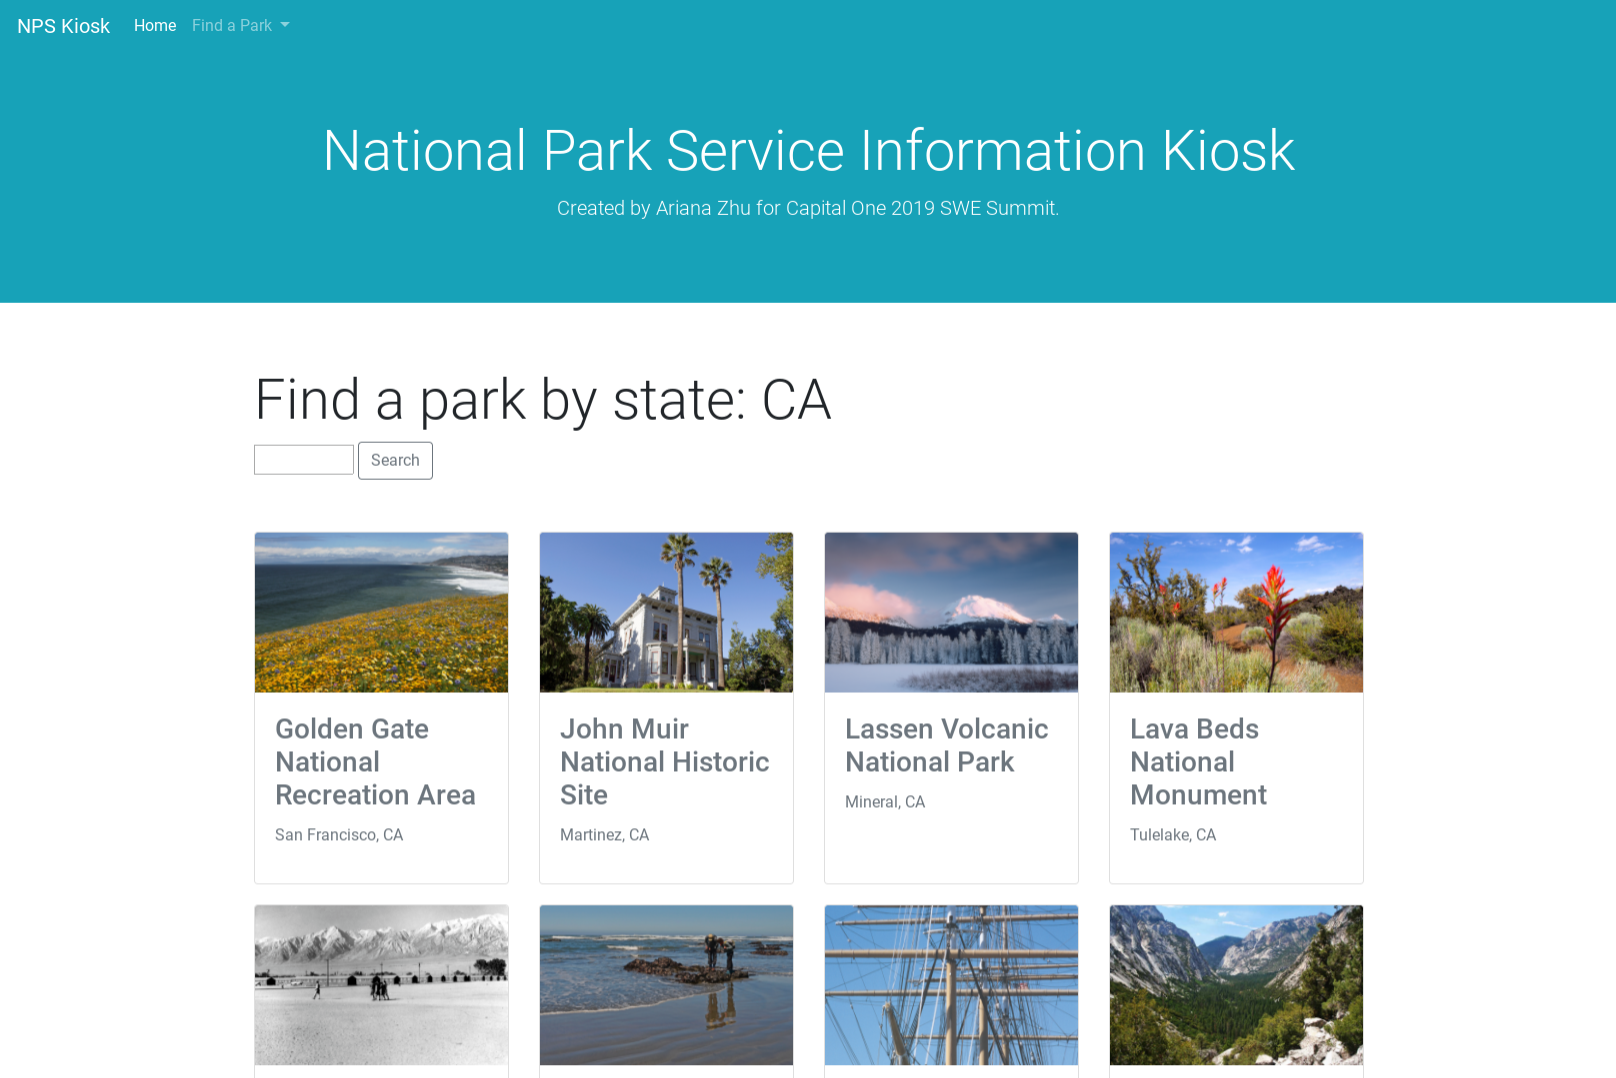 NPS Kiosk Home Find a Park
National Park Service Information Kiosk
Created by Ariana Zhu for Capital One 2019 SWE Summit.
Find a park by state: CA
Search
Golden Gate
National
Recreation Area
San Francisco, CA
John Muir
National Historic
Site
Martinez, CA
Lassen Volcanic
National Park
Mineral, CA
Lava Beds
National
Monument
Tulelake, CA